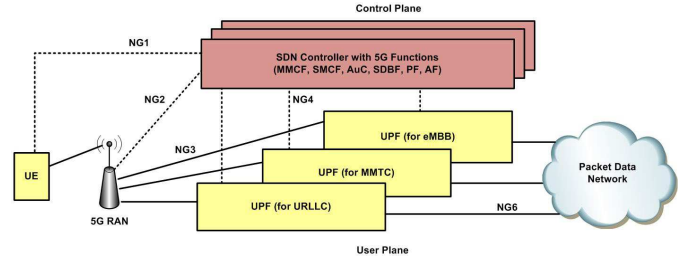 Control Plane
NG1
SDN Controller with 5G Functions
(MMCF, SMCF, AuC, SDBF, PF, AF)
NG2
NG4
UPF (for eMBB)
NG3
UE
UPF (for MMTC)
Packet Data
Network
5G RAN
UPF (for URLLC)
NG6
User Plane